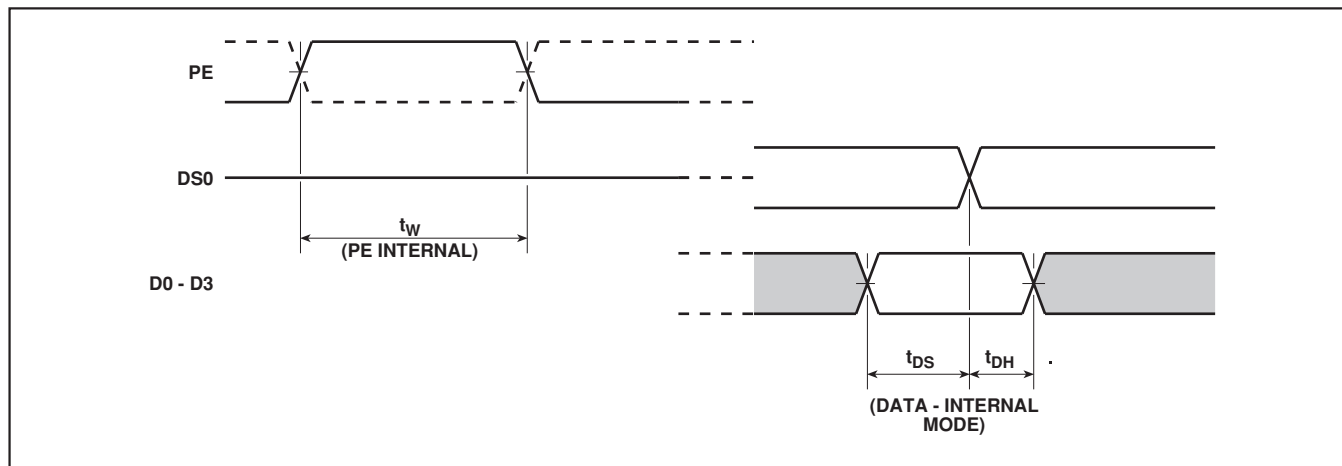 PE
DS0
tW
(PE INTERNAL)
D0 - D3
tDS
tDH
.
(DATA - INTERNAL
MODE)